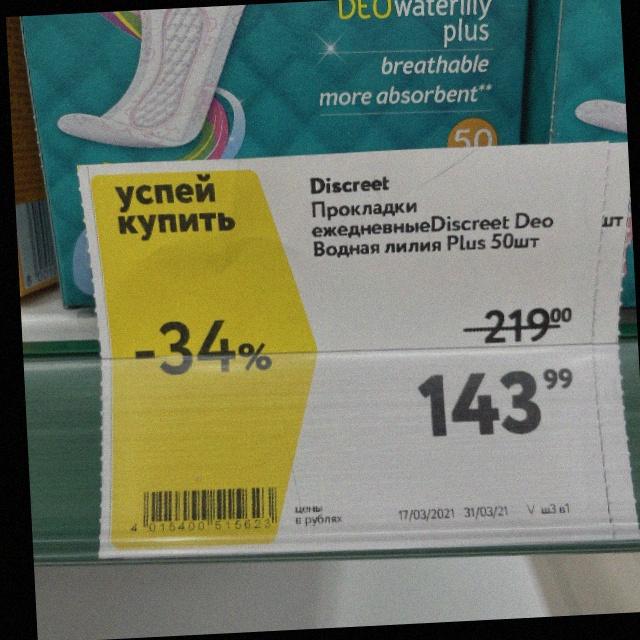 DEO waterlily
plus
breathable
more absorbent**
50
успей
купить
Discreet
Прокладки
ежедневныеDiscreet Deo
Водная лилия Plus 50шт
шт
-34%
219 00
143 99
4 015400 515623
цены
в рублях
17/03/2021 31/03/21 V ш3 в1